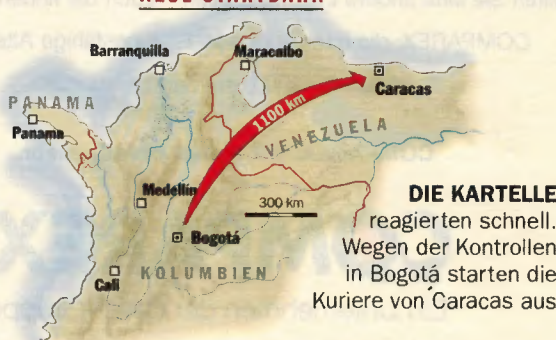 NEUE STARTBAHN
Barranquilla
Maracaibo
Caracas
PANAMA
Panama
1100 km
VENEZUELA
Medellín
300 km
Bogotá
KOLUMBIEN
Cali
DIE KARTELLE
reagierten schnell.
Wegen der Kontrollen
in Bogotá starten die
Kuriere von Caracas aus